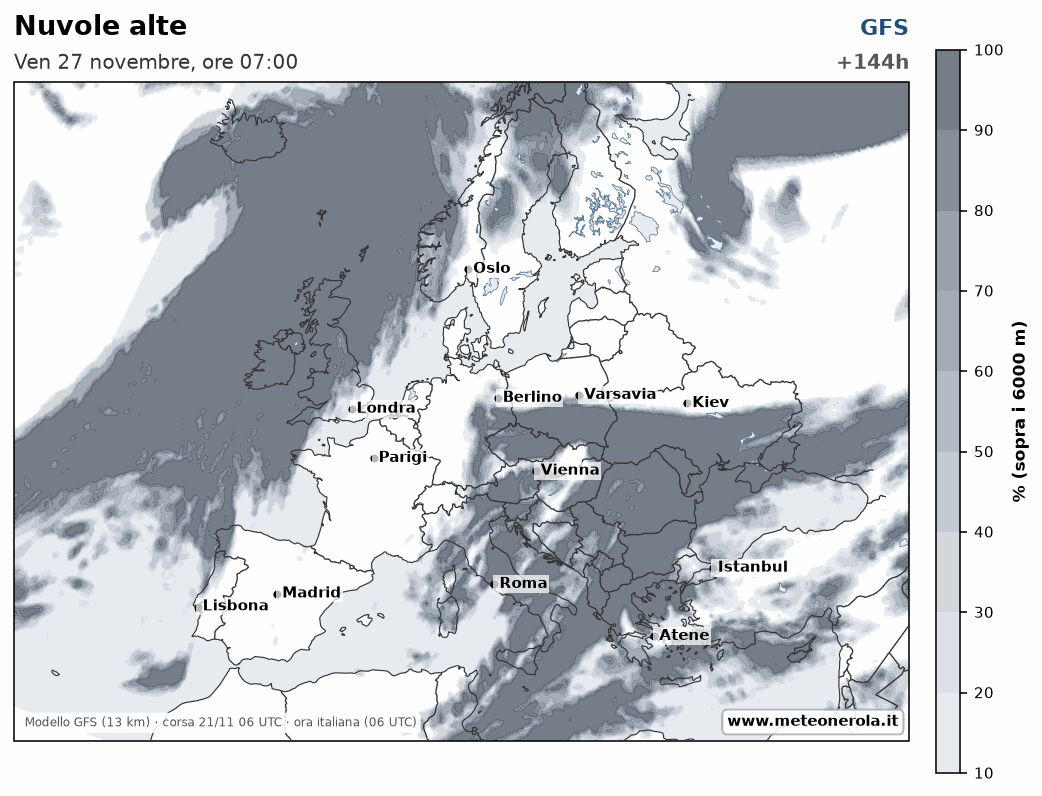 Nuvole alte
GFS
Ven 27 novembre, ore 07:00
+144h
100
90
80
70
60
50
40
30
20
10
% (sopra i 6000 m)
Oslo
Berlino
Varsavia
Kiev
Londra
Parigi
Vienna
Istanbul
Roma
Madrid
Lisbona
Atene
Modello GFS (13 km) · corsa 21/11 06 UTC · ora italiana (06 UTC)
www.meteonerola.it